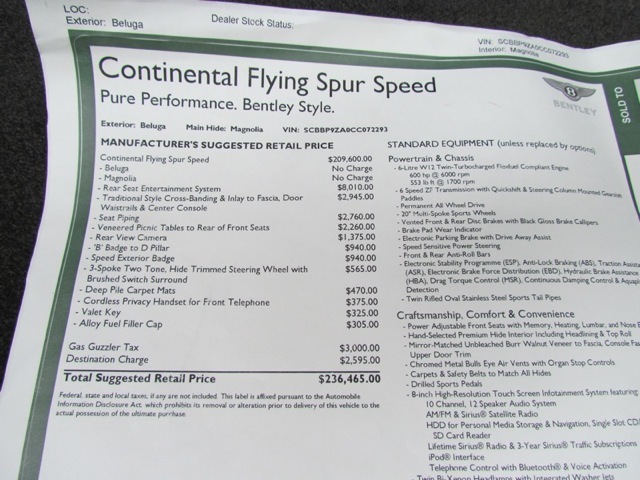 LOC:
Exterior: Beluga
Dealer Stock Status:
VIN: SCBBP9ZA0CC072293
Interior: Magnolia
Continental Flying Spur Speed
Pure Performance. Bentley Style.
BENTLEY
SOLD TO
Exterior: Beluga Main Hide: Magnolia VIN: SCBBP9ZA0CC072293
MANUFACTURER'S SUGGESTED RETAIL PRICE
Continental Flying Spur Speed $209,600.00
- Beluga No Charge
- Magnolia No Charge
- Rear Seat Entertainment System $8,010.00
- Traditional Style Cross-Banding & Inlay to Fascia, Door $2,945.00
Waistrails & Center Console
- Seat Piping $2,760.00
- Veneered Picnic Tables to Rear of Front Seats $2,260.00
- Rear View Camera $1,375.00
- 'B' Badge to D Pillar $940.00
- Speed Exterior Badge $940.00
- 3-Spoke Two Tone, Hide Trimmed Steering Wheel with $565.00
Brushed Switch Surround
- Deep Pile Carpet Mats $470.00
- Cordless Privacy Handset for Front Telephone $375.00
- Valet Key $325.00
- Alloy Fuel Filler Cap $305.00
Gas Guzzler Tax $3,000.00
Destination Charge $2,595.00
Total Suggested Retail Price $236,465.00
Federal, state and local taxes, if any are not included. This label is affixed pursuant to the Automobile
Information Disclosure Act, which prohibits its removal or alteration prior to delivery of this vehicle to the
actual possession of the ultimate purchase.
STANDARD EQUIPMENT (unless replaced by option)
Powertrain & Chassis
- 6-Litre W12 Twin-Turbocharged Flexfuel Compliant Engine
600 hp @ 6000 rpm
553 lb ft @ 1700 rpm
- 6 Speed ZF Transmission with Quickshift & Steering Column Mounted Gearshift
Paddles
- Permanent All Wheel Drive
- 20" Multi-Spoke Sports Wheels
- Vented Front & Rear Disc Brakes with Black Gloss Brake Callipers
- Brake Pad Wear Indicator
- Electronic Parking Brake with Drive Away Assist
- Speed Sensitive Power Steering
- Front & Rear Anti-Roll Bars
- Electronic Stability Programme (ESP), Anti-Lock Braking (ABS), Traction Assista
(ASR), Electronic Brake Force Distribution (EBD), Hydraulic Brake Assistance
(HBA), Drag Torque Control (MSR), Continuous Damping Control & Aquap
Detection
- Twin Rifled Oval Stainless Steel Sports Tail Pipes
Craftsmanship, Comfort & Convenience
- Power Adjustable Front Seats with Memory, Heating, Lumbar, and Nose B
- Hand-Selected Premium Hide Interior Including Headlining & Top Roll
- Mirror-Matched Unbleached Burr Walnut Veneer to Fascia, Console Fas
Upper Door Trim
- Chromed Metal Bulls Eye Air Vents with Organ Stop Controls
- Carpets & Safety Belts to Match All Hides
- Drilled Sports Pedals
- 8-inch High-Resolution Touch Screen Infotainment System featuring
10 Channel, 12 Speaker Audio System
AM/FM & Sirius® Satellite Radio
HDD for Personal Media Storage & Navigation, Single Slot CD/
SD Card Reader
Lifetime Sirius® Radio & 3-Year Sirius® Traffic Subscriptions
iPod® Interface
Telephone Control with Bluetooth® & Voice Activation
- Twin Bi-Xenon Headlamps with Integrated Washer Jets